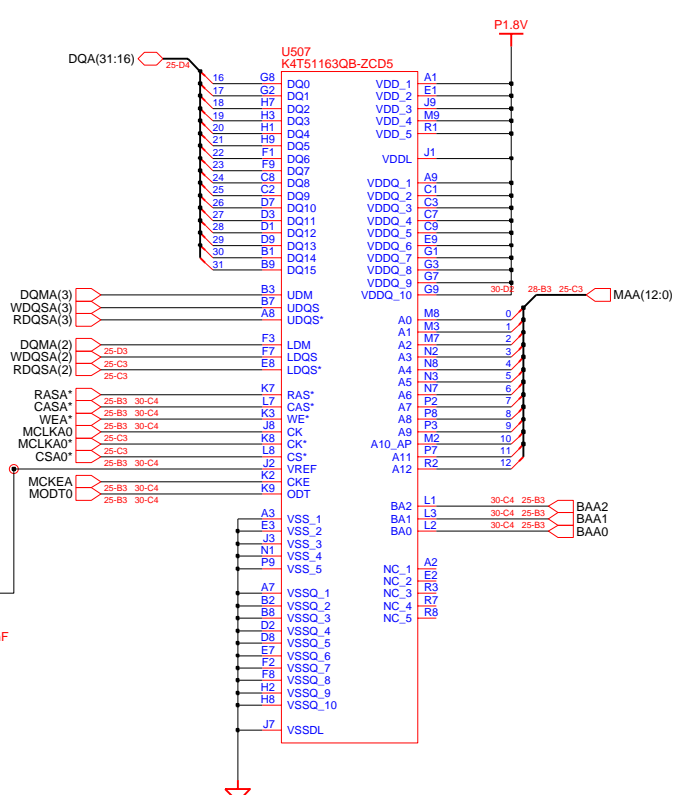 P1.8V
DQA(31:16)
25-D4
U507
K4T51163QB-ZCD5
16 G8 DQ0 VDD_1 A1
17 G2 DQ1 VDD_2 E1
18 H7 DQ2 VDD_3 J9
19 H3 DQ3 VDD_4 M9
20 H1 DQ4 VDD_5 R1
21 H9 DQ5
22 F1 DQ6 VDDL J1
23 F9 DQ7
24 C8 DQ8 VDDQ_1 A9
25 C2 DQ9 VDDQ_2 C1
26 D7 DQ10 VDDQ_3 C3
27 D3 DQ11 VDDQ_4 C7
28 D1 DQ12 VDDQ_5 C9
29 D9 DQ13 VDDQ_6 E9
30 B1 DQ14 VDDQ_7 G1
31 B9 DQ15 VDDQ_8 G3
VDDQ_9 G7
DQMA(3) B3 UDM VDDQ_10 G9 30-D2 28-B3 25-C3 MAA(12:0)
WDQSA(3) B7 UDQS
RDQSA(3) A8 UDQS* A0 M8 0
A1 M3 1
DQMA(2) F3 LDM A2 M7 2
WDQSA(2) 25-D3 F7 LDQS A3 N2 3
RDQSA(2) 25-C3 E8 LDQS* A4 N8 4
25-C3 A5 N3 5
RASA* K7 RAS* A6 N7 6
CASA* 25-B3 30-C4 L7 CAS* A7 P2 7
WEA* 25-B3 30-C4 K3 WE* A8 P8 8
MCLKA0 25-B3 30-C4 J8 CK A9 P3 9
MCLKA0* 25-C3 K8 CK* A10_AP M2 10
CSA0* 25-C3 L8 CS* A11 P7 11
25-B3 30-C4 J2 VREF A12 R2 12
MCKEA K2 CKE
MODT0 25-B3 30-C4 K9 ODT
25-B3 30-C4 BA2 L1 30-C4 25-B3 BAA2
A3 VSS_1 BA1 L3 30-C4 25-B3 BAA1
E3 VSS_2 BA0 L2 30-C4 25-B3 BAA0
J3 VSS_3
N1 VSS_4
P9 VSS_5 NC_1 A2
NC_2 E2
A7 VSSQ_1 NC_3 R3
B2 VSSQ_2 NC_4 R7
B8 VSSQ_3 NC_5 R8
D2 VSSQ_4
D8 VSSQ_5
E7 VSSQ_6
F2 VSSQ_7
F8 VSSQ_8
H2 VSSQ_9
H8 VSSQ_10
J7 VSSDL
F